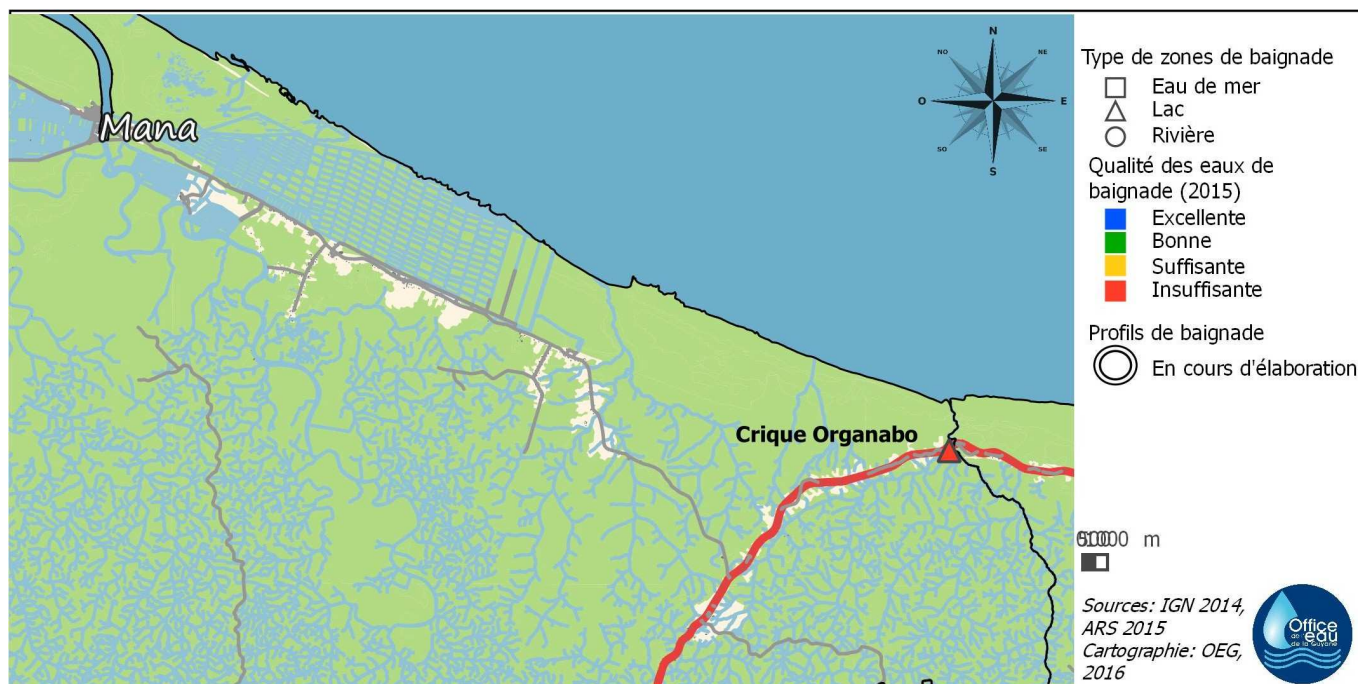 Mana
Crique Organabo
N
NE
E
SE
S
SO
O
NO
Type de zones de baignade
Eau de mer
Lac
Rivière
Qualité des eaux de
baignade (2015)
Excellente
Bonne
Suffisante
Insuffisante
Profils de baignade
En cours d'élaboration
m
Sources: IGN 2014,
ARS 2015
Cartographie: OEG,
2016
Office
de l'eau
de la Guyane